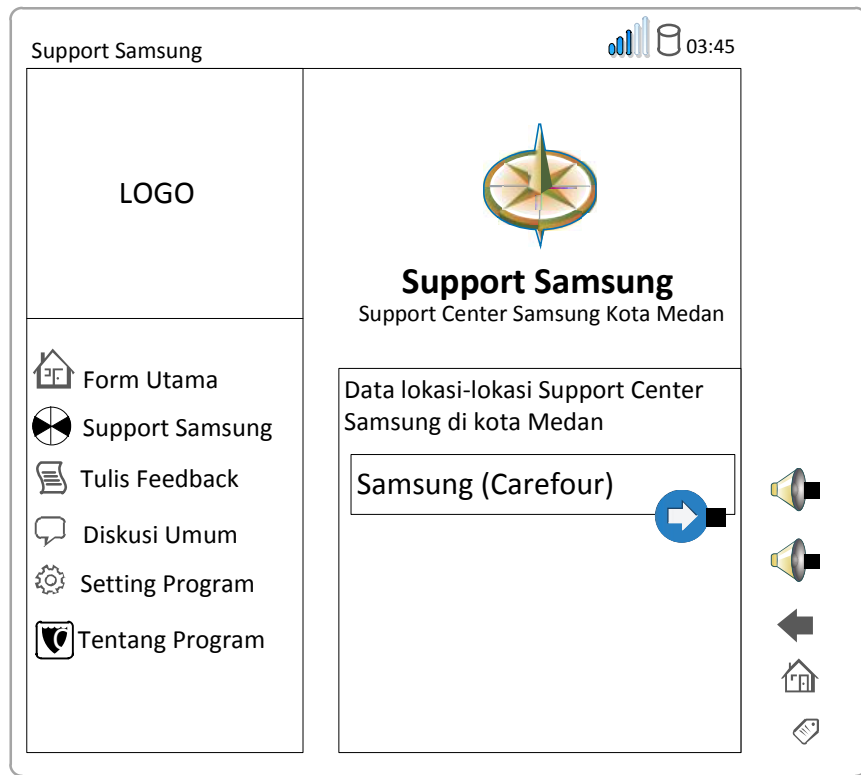 Support Samsung
03:45
LOGO
Support Samsung
Support Center Samsung Kota Medan
Form Utama
Support Samsung
Tulis Feedback
Diskusi Umum
Setting Program
Tentang Program
Data lokasi-lokasi Support Center
Samsung di kota Medan
Samsung (Carefour)